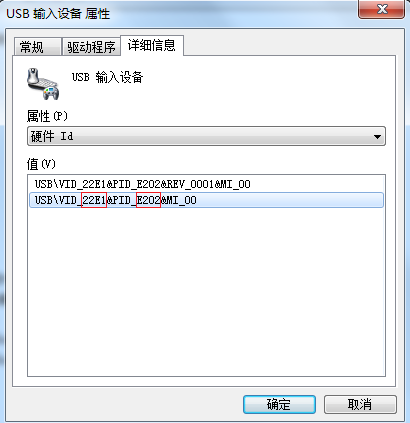 USB 输入设备 属性
常规 驱动程序 详细信息
USB 输入设备
属性(P)
硬件 Id
值(V)
USB\VID_22E1&PID_E202&REV_0001&MI_00
USB\VID_22E1&PID_E202&MI_00
确定 取消